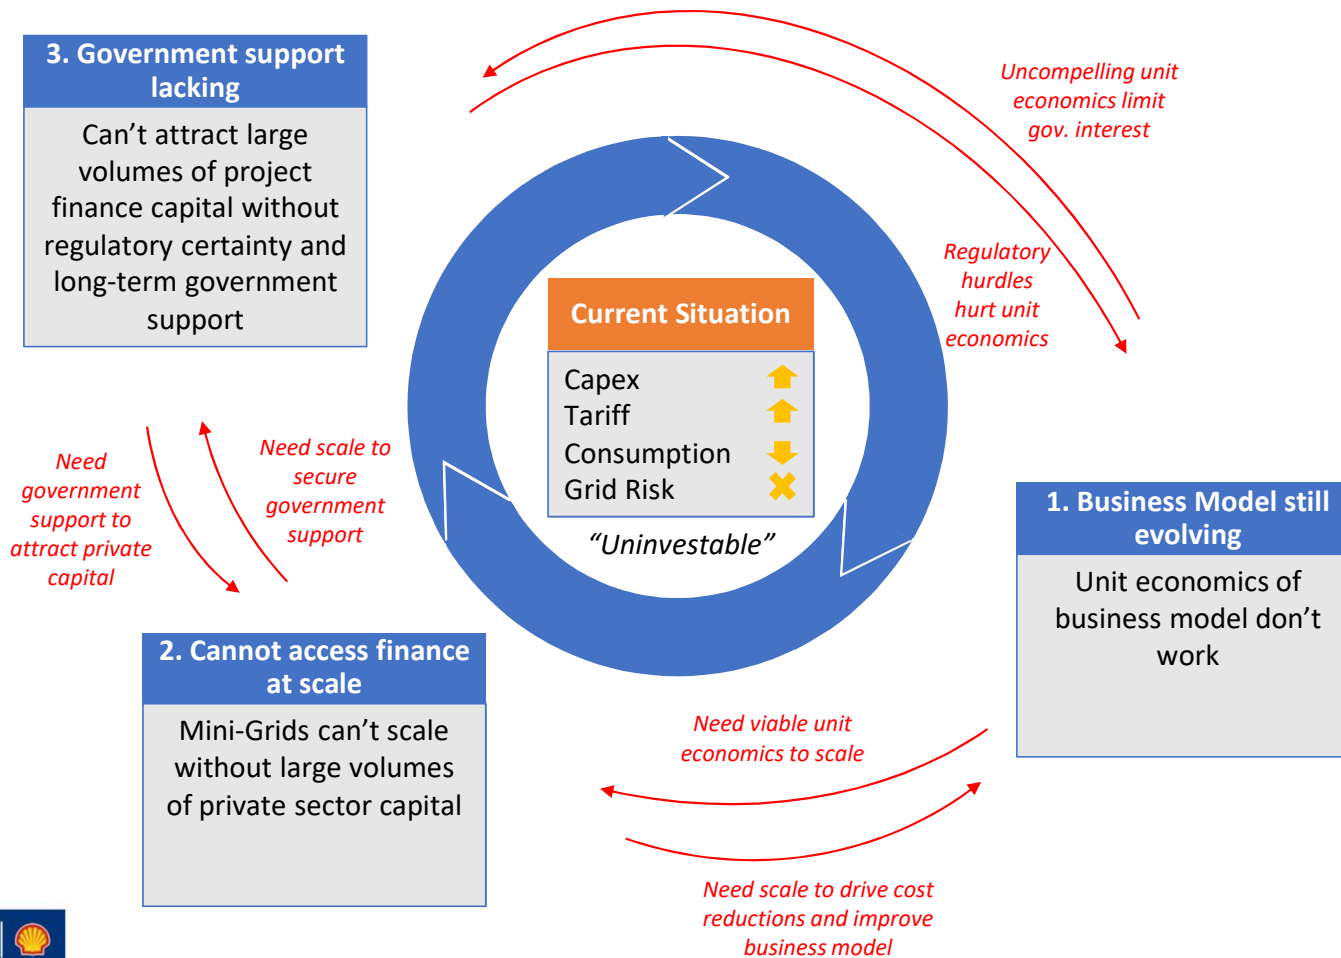 3. Government support
lacking
Can’t attract large
volumes of project
finance capital without
regulatory certainty and
long-term government
support
Uncompelling unit
economics limit
gov. interest
Regulatory
hurdles
hurt unit
economics
Current Situation
Capex
Tariff
Consumption
Grid Risk
“Uninvestable”
Need
government
support to
attract private
capital
Need scale to
secure
government
support
1. Business Model still
evolving
Unit economics of
business model don’t
work
2. Cannot access finance
at scale
Mini-Grids can’t scale
without large volumes
of private sector capital
Need viable unit
economics to scale
Need scale to drive cost
reductions and improve
business model